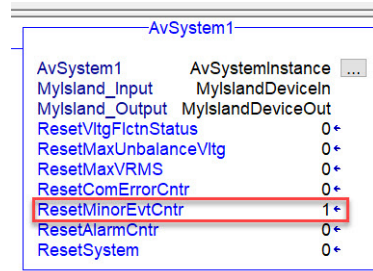 AvSystem1
AvSystem1 AvSystemInstance ...
MyIsland_Input MyIslandDeviceIn
MyIsland_Output MyIslandDeviceOut
ResetVltgFlctnStatus 0
ResetMaxUnbalanceVltg 0
ResetMaxVRMS 0
ResetComErrorCntr 0
ResetMinorEvtCntr 1
ResetAlarmCntr 0
ResetSystem 0